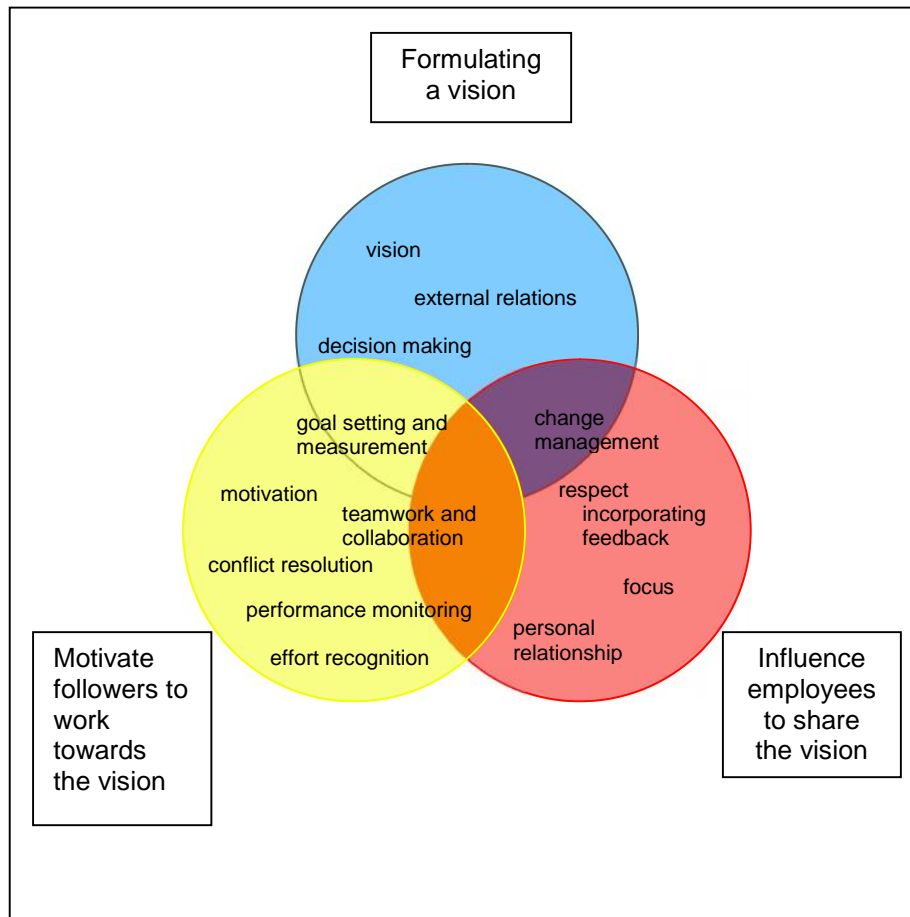 Formulating
a vision
vision
external relations
decision making
goal setting and
measurement
change
management
motivation
respect
teamwork and
collaboration
incorporating
feedback
conflict resolution
focus
performance monitoring
personal
relationship
effort recognition
Motivate
followers to
work
towards
the vision
Influence
employees
to share
the vision